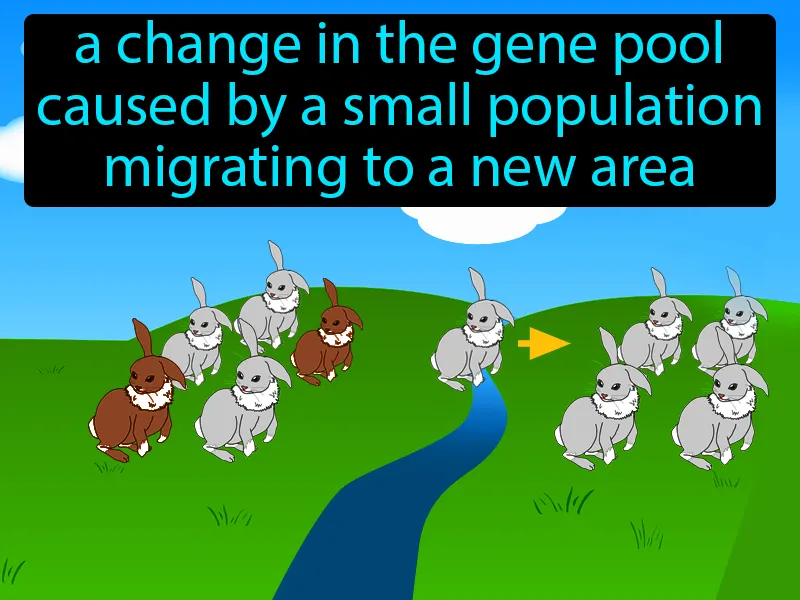 a change in the gene pool
caused by a small population
migrating to a new area